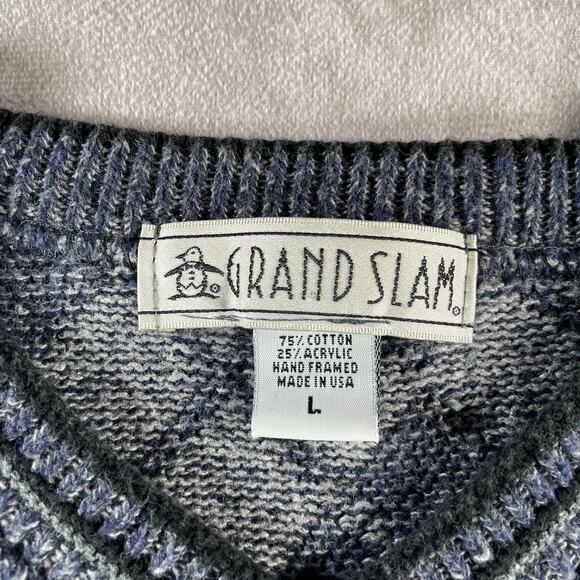 GRAND SLAM®
75% COTTON
25% ACRYLIC
HAND FRAMED
MADE IN USA
L